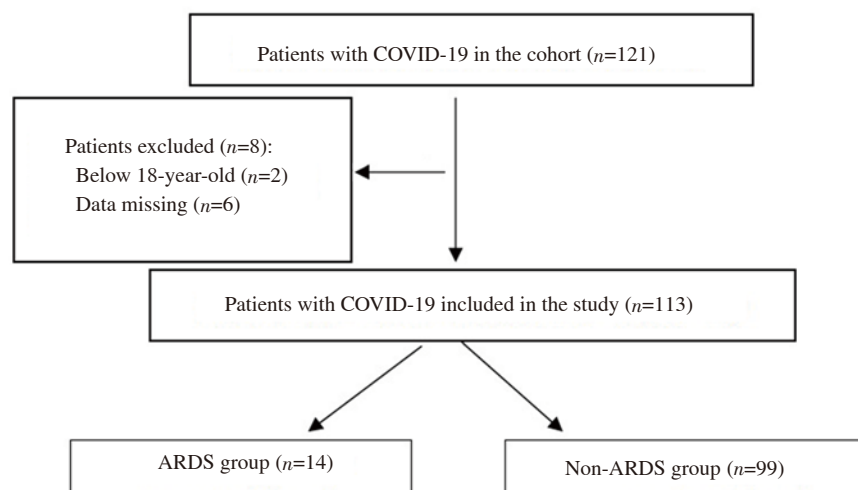 Patients with COVID-19 in the cohort (n=121)
Patients excluded (n=8):
Below 18-year-old (n=2)
Data missing (n=6)
Patients with COVID-19 included in the study (n=113)
ARDS group (n=14)
Non-ARDS group (n=99)